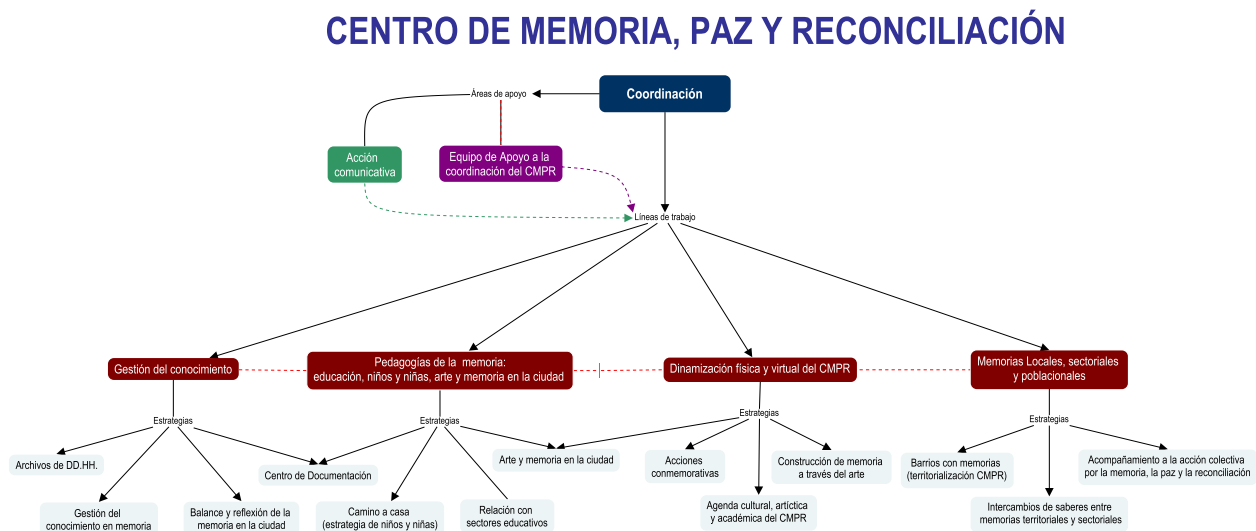 CENTRO DE MEMORIA, PAZ Y RECONCILIACIÓN
Coordinación
Áreas de apoyo
Acción
comunicativa
Equipo de Apoyo a la
coordinación del CMPR
Líneas de trabajo
Gestión del conocimiento
Pedagogías de la memoria:
educación, niños y niñas, arte y memoria en la ciudad
Dinamización física y virtual del CMPR
Memorias Locales, sectoriales
y poblacionales
Estrategias
Estrategias
Estrategias
Estrategias
Archivos de DD.HH.
Gestión del
conocimiento en memoria
Balance y reflexión de la
memoria en la ciudad
Centro de Documentación
Camino a casa
(estrategia de niños y niñas)
Relación con
sectores educativos
Arte y memoria en la ciudad
Acciones
conmemorativas
Agenda cultural, artíctica
y académica del CMPR
Construcción de memoria
a través del arte
Barrios con memorias
(territorialización CMPR)
Intercambios de saberes entre
memorias territoriales y sectoriales
Acompañamiento a la acción colectiva
por la memoria, la paz y la reconciliación